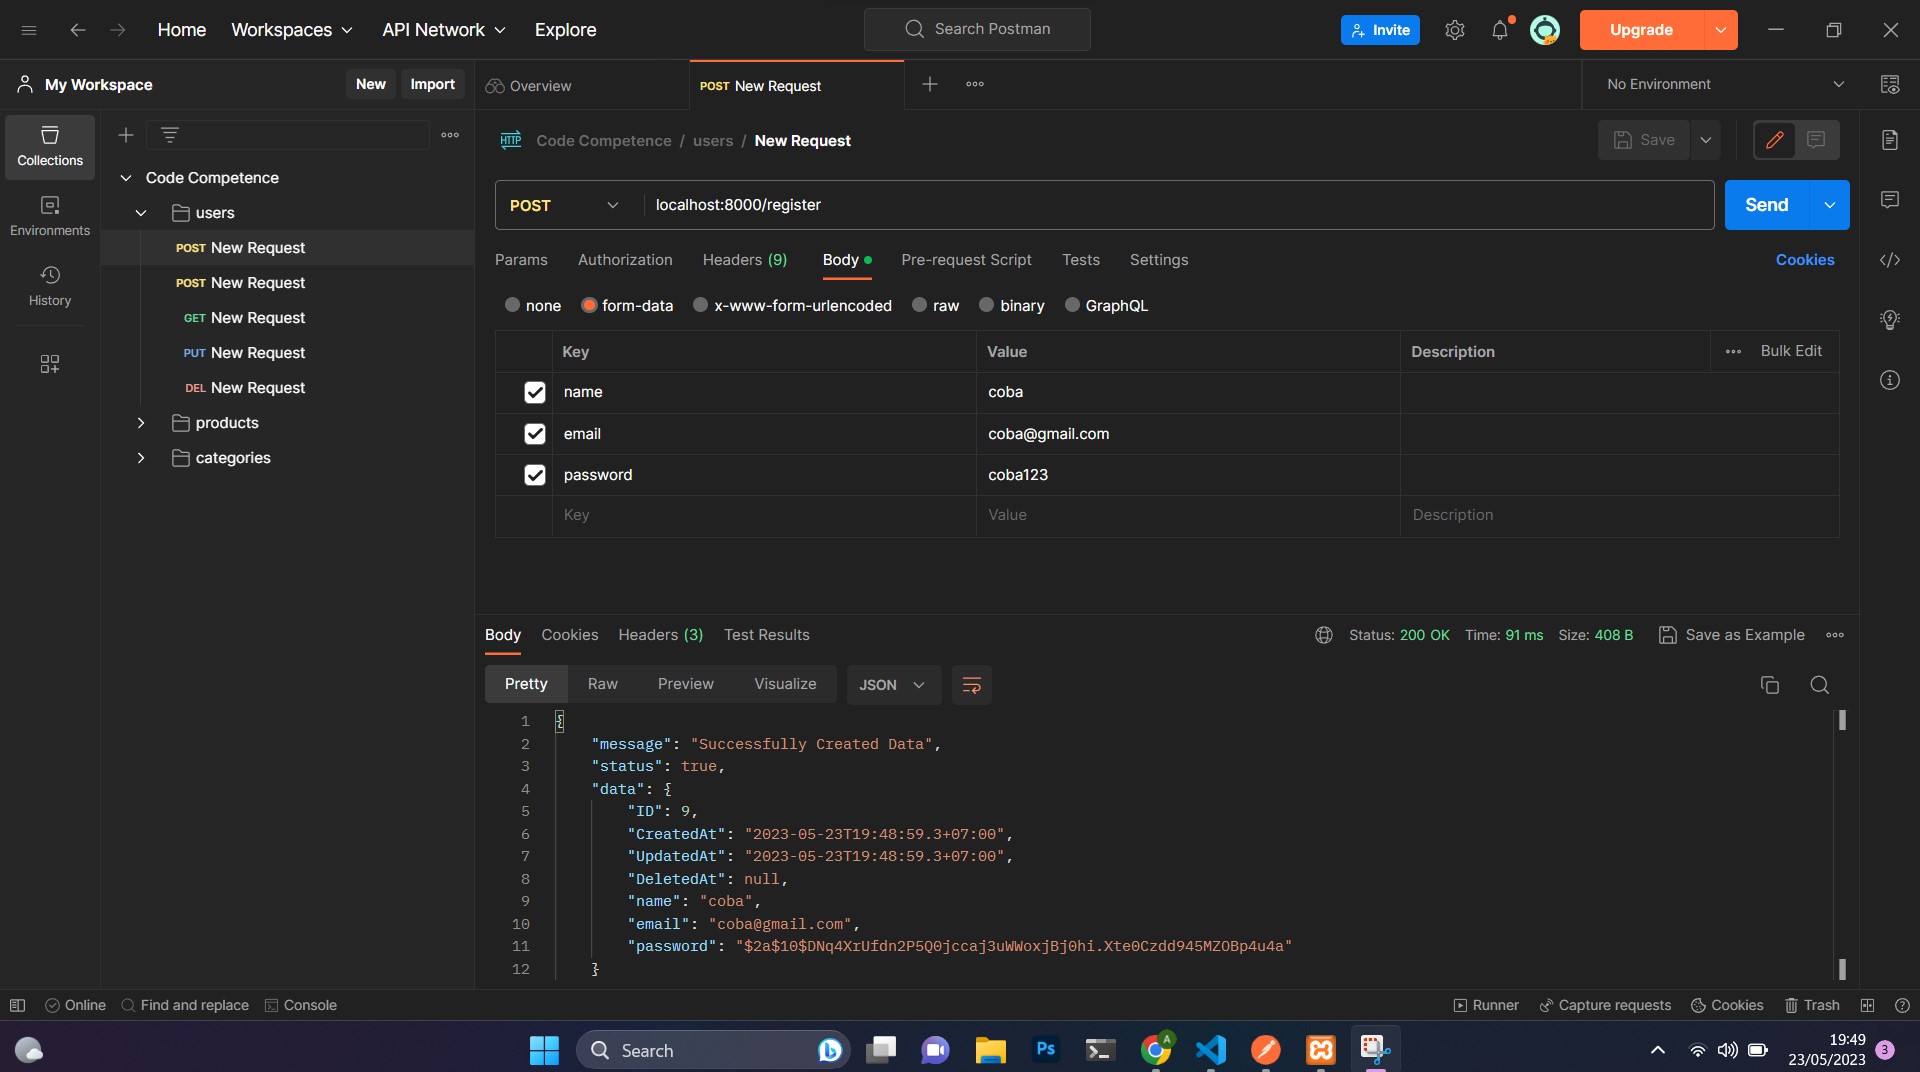 Home
Workspaces
API Network
Explore
Search Postman
Invite
Upgrade
My Workspace
New
Import
Overview
POST New Request
No Environment
Collections
Environments
History
Code Competence
users
POST New Request
POST New Request
GET New Request
PUT New Request
DEL New Request
products
categories
HTTP Code Competence / users / New Request
Save
POST
localhost:8000/register
Send
Params
Authorization
Headers (9)
Body
Pre-request Script
Tests
Settings
Cookies
none
form-data
x-www-form-urlencoded
raw
binary
GraphQL
Key
Value
Description
Bulk Edit
name
coba
email
coba@gmail.com
password
coba123
Key
Value
Description
Body
Cookies
Headers (3)
Test Results
Status: 200 OK
Time: 91 ms
Size: 408 B
Save as Example
Pretty
Raw
Preview
Visualize
JSON
1 {
2 "message": "Successfully Created Data",
3 "status": true,
4 "data": {
5 "ID": 9,
6 "CreatedAt": "2023-05-23T19:48:59.3+07:00",
7 "UpdatedAt": "2023-05-23T19:48:59.3+07:00",
8 "DeletedAt": null,
9 "name": "coba",
10 "email": "coba@gmail.com",
11 "password": "$2a$10$DNq4XrUfdn2P5Q0jccaj3uWWoxjBj0hi.Xte0Czdd945MZOBp4u4a"
12 }
Online
Find and replace
Console
Runner
Capture requests
Cookies
Trash
Search
Ps
A
19:49
23/05/2023
3